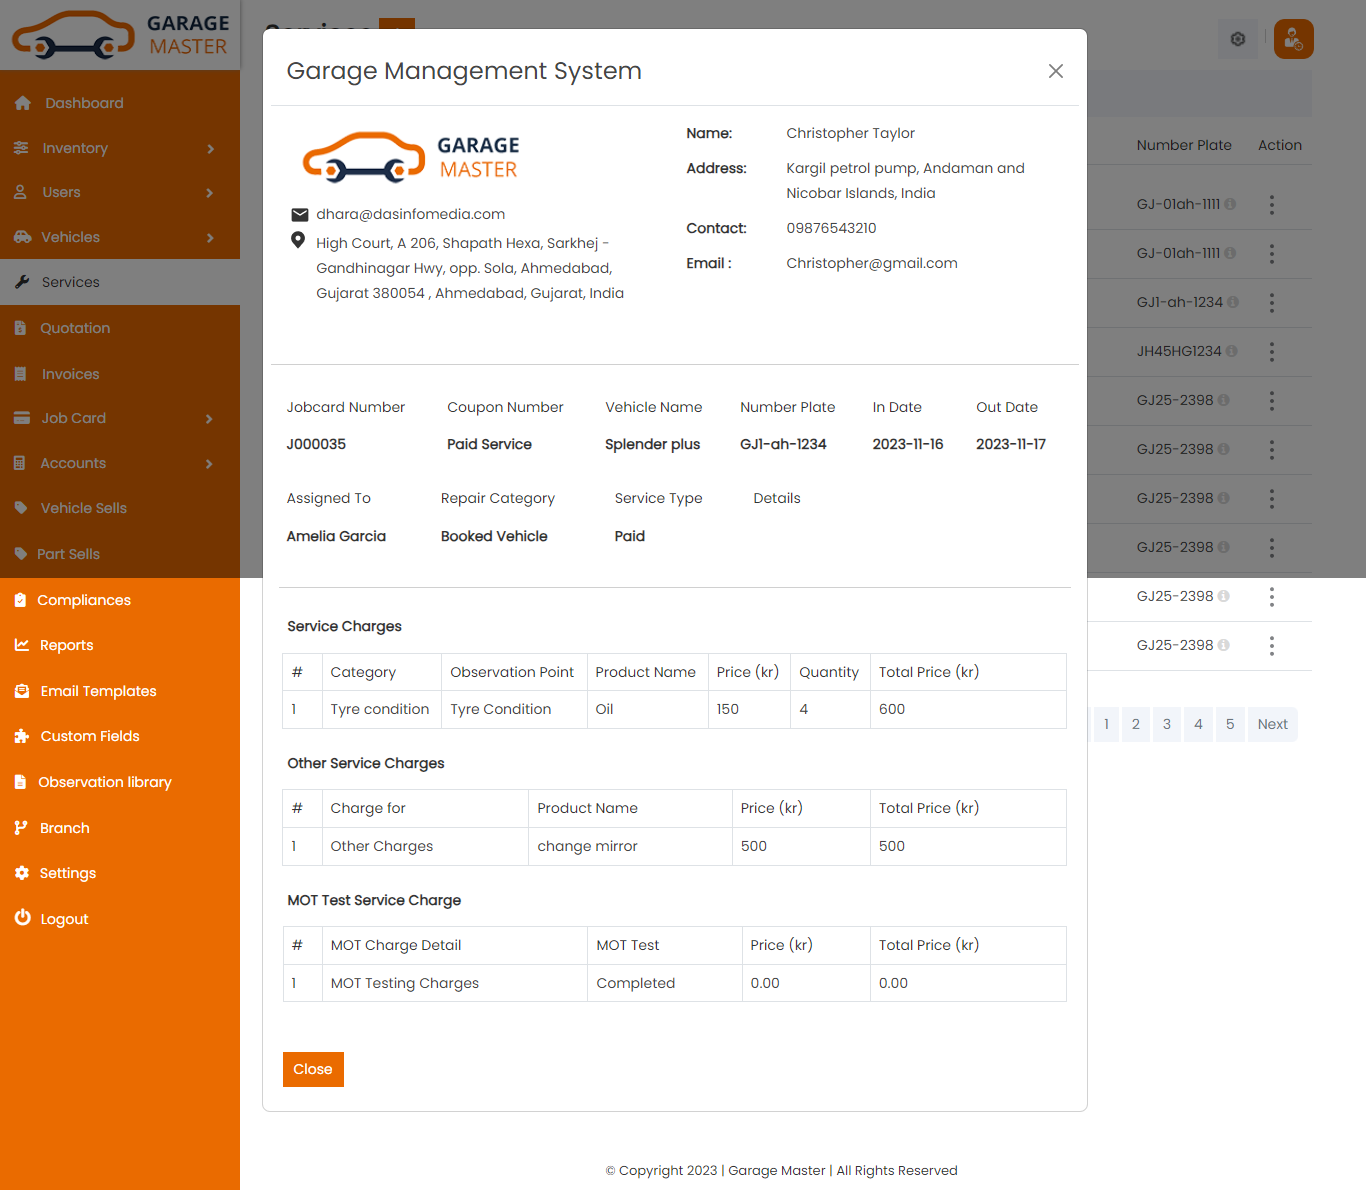 GARAGE
MASTER
Dashboard
Inventory
Users
Vehicles
Services
Quotation
Invoices
Job Card
Accounts
Vehicle Sells
Part Sells
Compliances
Reports
Email Templates
Custom Fields
Observation library
Branch
Settings
Logout
Garage Management System
GARAGE
MASTER
dhara@dasinfomedia.com
High Court, A 206, Shapath Hexa, Sarkhej -
Gandhinagar Hwy, opp. Sola, Ahmedabad,
Gujarat 380054 , Ahmedabad, Gujarat, India
Name: Christopher Taylor
Address: Kargil petrol pump, Andaman and
Nicobar Islands, India
Contact: 09876543210
Email : Christopher@gmail.com
Jobcard Number Coupon Number Vehicle Name Number Plate In Date Out Date
J000035 Paid Service Splender plus GJ1-ah-1234 2023-11-16 2023-11-17
Assigned To Repair Category Service Type Details
Amelia Garcia Booked Vehicle Paid
Service Charges
# Category Observation Point Product Name Price (kr) Quantity Total Price (kr)
1 Tyre condition Tyre Condition Oil 150 4 600
Other Service Charges
# Charge for Product Name Price (kr) Total Price (kr)
1 Other Charges change mirror 500 500
MOT Test Service Charge
# MOT Charge Detail MOT Test Price (kr) Total Price (kr)
1 MOT Testing Charges Completed 0.00 0.00
Close
Number Plate Action
GJ-01ah-1111
GJ-01ah-1111
GJ1-ah-1234
JH45HG1234
GJ25-2398
GJ25-2398
GJ25-2398
GJ25-2398
GJ25-2398
GJ25-2398
1 2 3 4 5 Next
© Copyright 2023 | Garage Master | All Rights Reserved